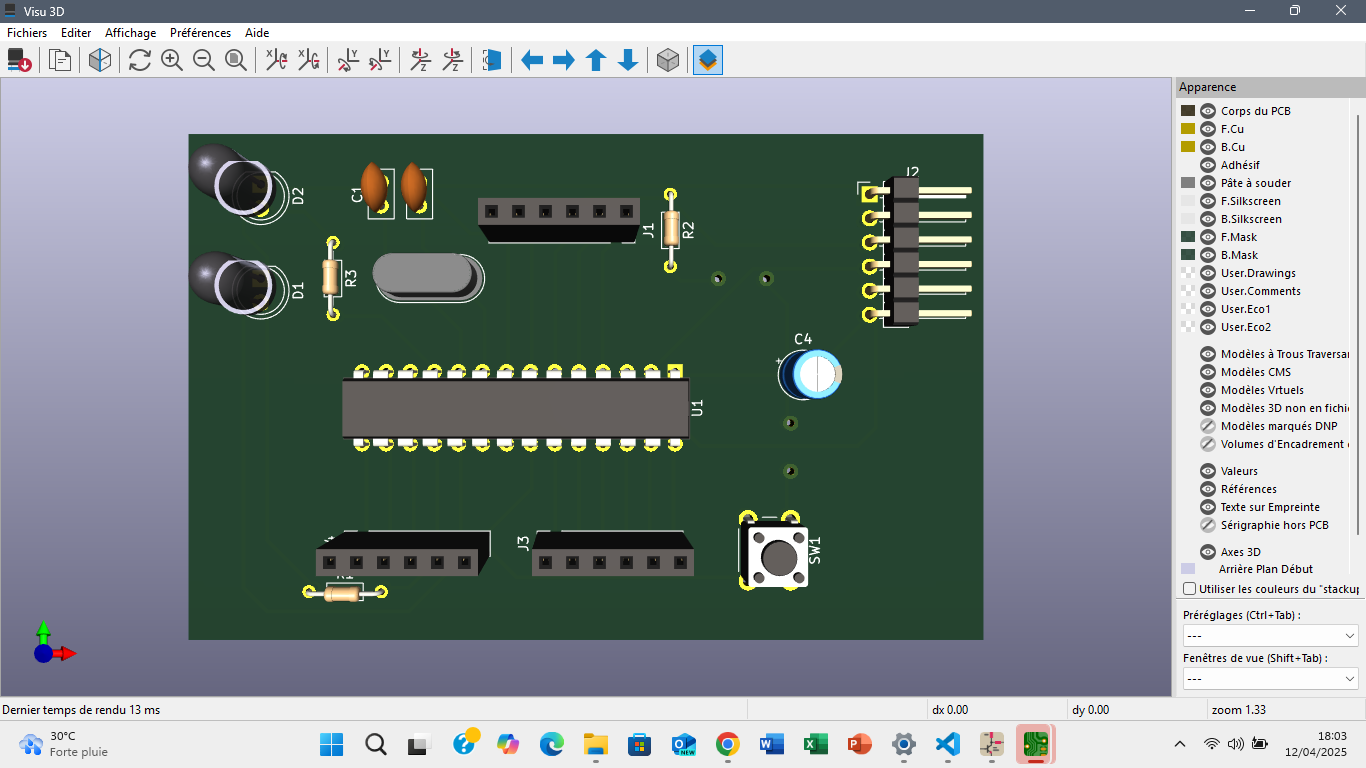 Visu 3D
Fichiers Editer Affichage Préférences Aide
Apparence
Corps du PCB
F.Cu
B.Cu
Adhésif
Pâte à souder
F.Silkscreen
B.Silkscreen
F.Mask
B.Mask
User.Drawings
User.Comments
User.Eco1
User.Eco2
Modèles à Trous Traversar
Modèles CMS
Modèles Vrtuels
Modèles 3D non en fichi
Modèles marqués DNP
Volumes d'Encadrement
Valeurs
Références
Texte sur Empreinte
Sérigraphie hors PCB
Axes 3D
Arrière Plan Début
Utiliser les couleurs du "stackup
Préréglages (Ctrl+Tab) :
---
Fenêtres de vue (Shift+Tab) :
---
D2
C1
J1
R2
J2
D1
R3
C4
+
U1
J3
SW1
R1
X
X
Y
Y
Z
Z
Dernier temps de rendu 13 ms
dx 0.00
dy 0.00
zoom 1.33
30°C
Forte pluie
NEW
18:03
12/04/2025